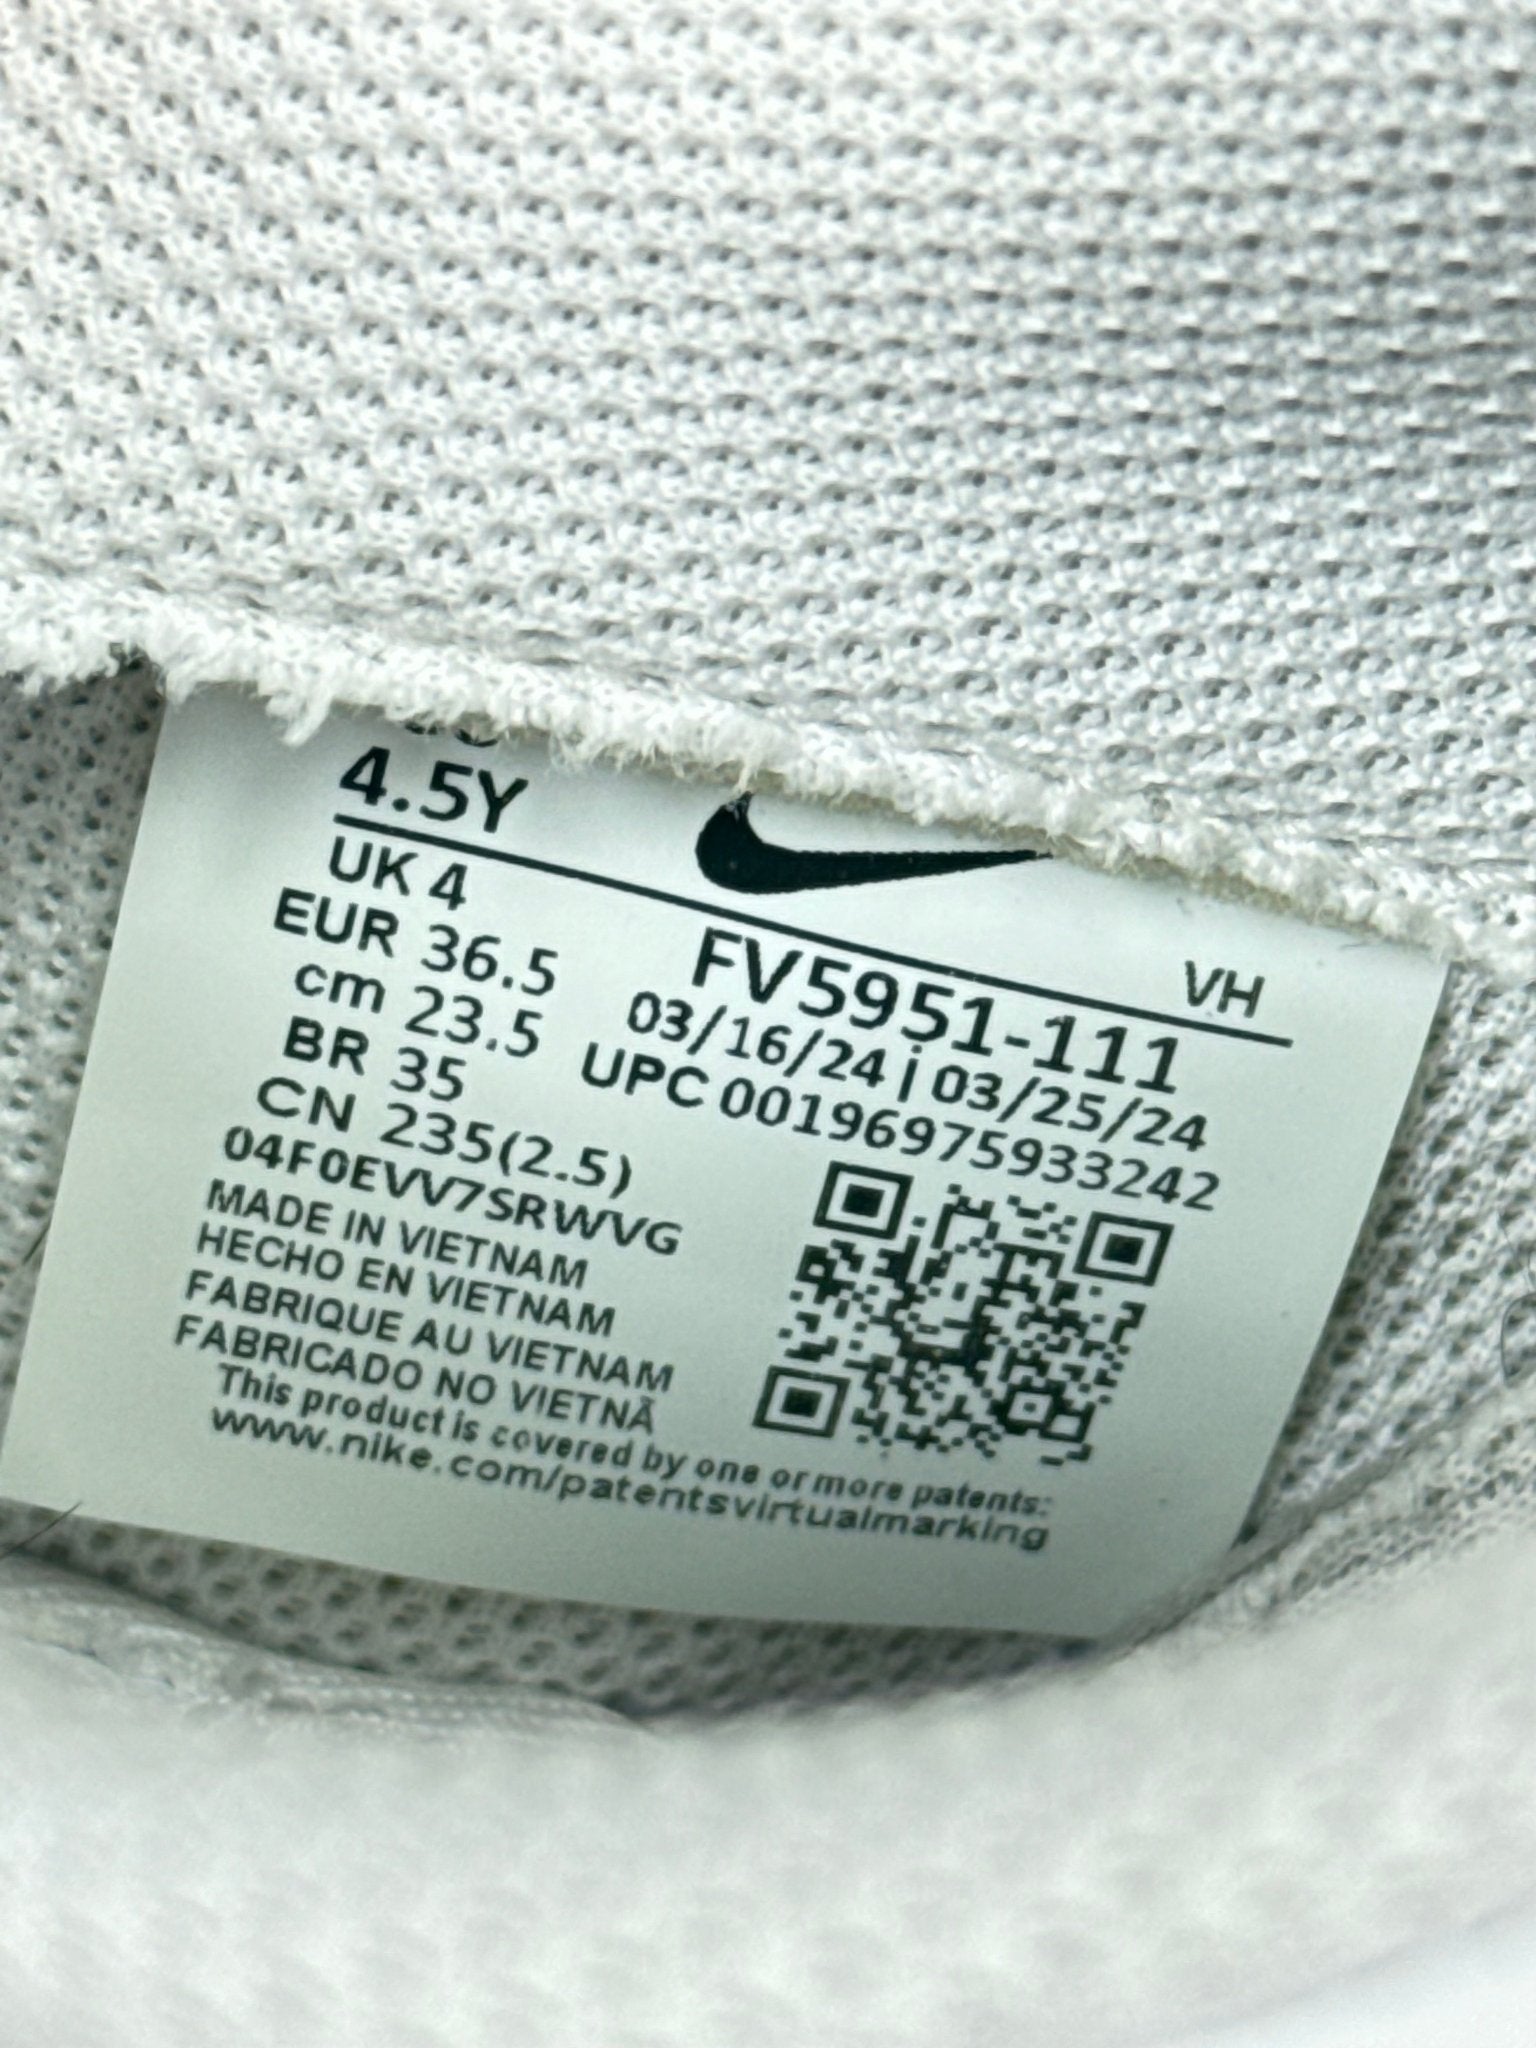 4.5Y
UK 4
EUR 36.5
cm 23.5
BR 35
CN 235(2.5)
VH
FV5951-111
03/16/24 | 03/25/24
UPC 00196975933242
04F0EVV7SRWVG
MADE IN VIETNAM
HECHO EN VIETNAM
FABRIQUE AU VIETNAM
FABRICADO NO VIETNÃ
This product is covered by one or more patents:
www.nike.com/patentsvirtualmarking